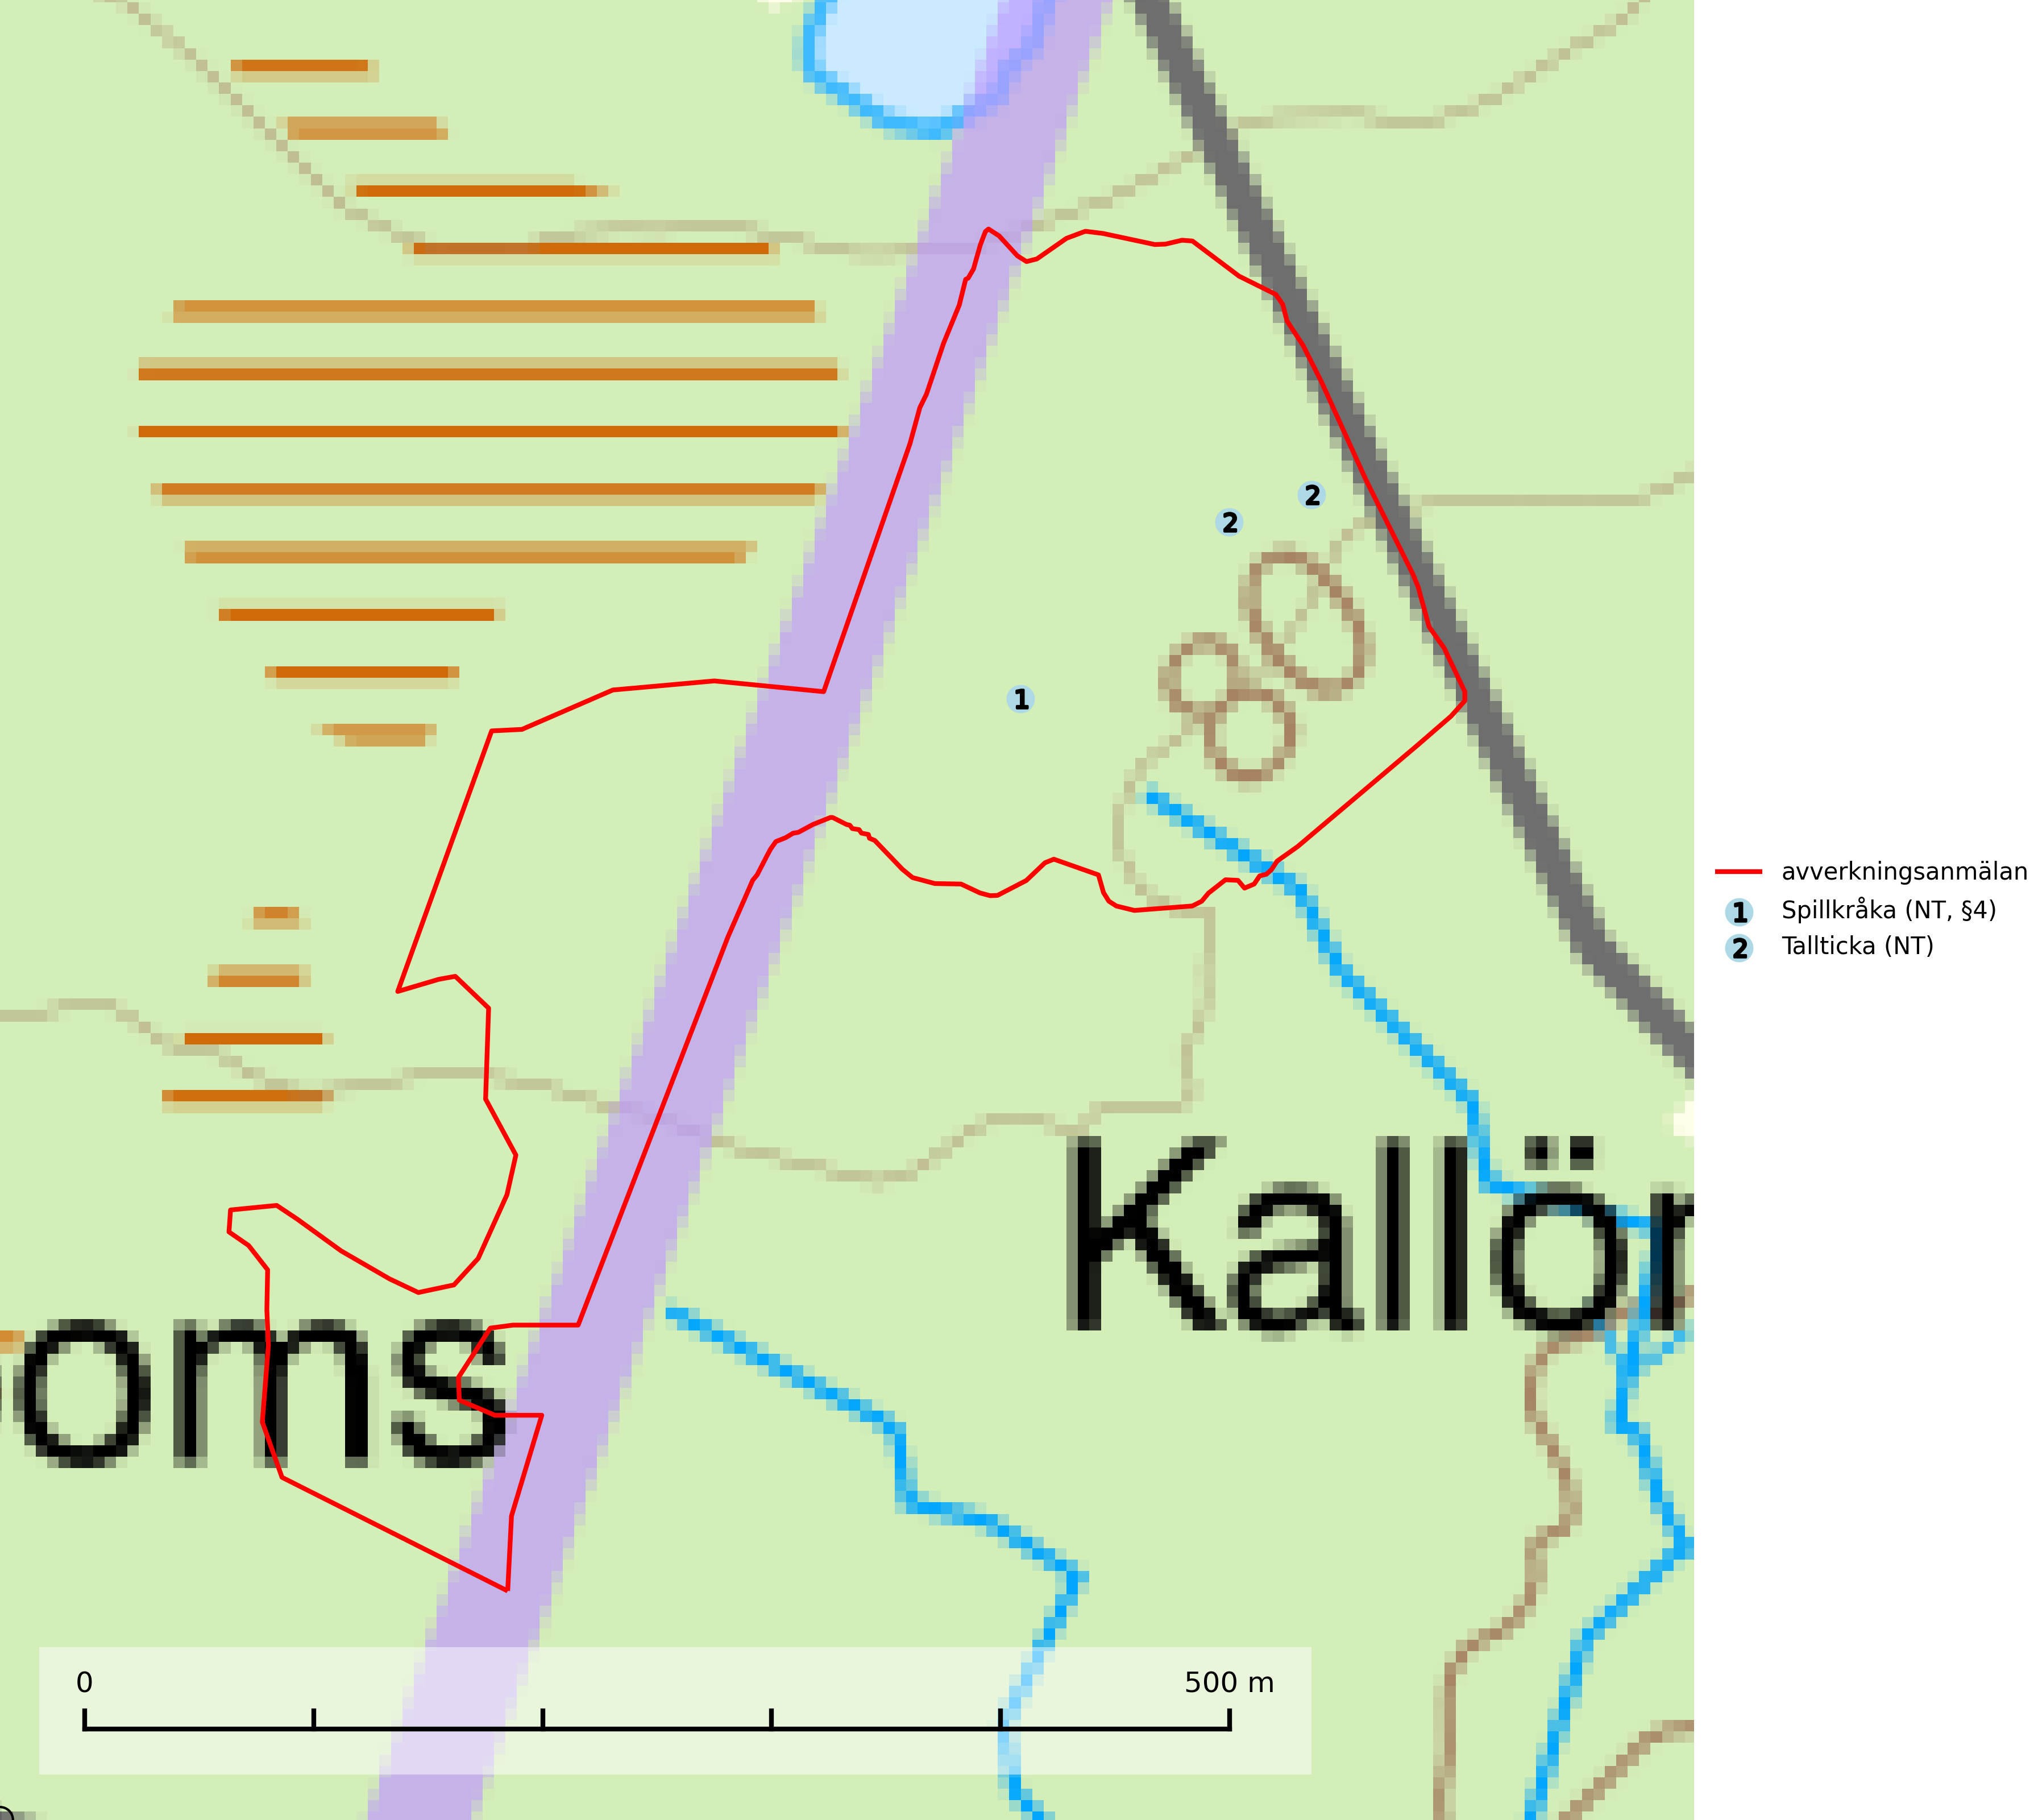 2
2
1
avverkningsanmälan
1 Spillkråka (NT, §4)
2 Tallticka (NT)
Kallör
oms
0 500 m